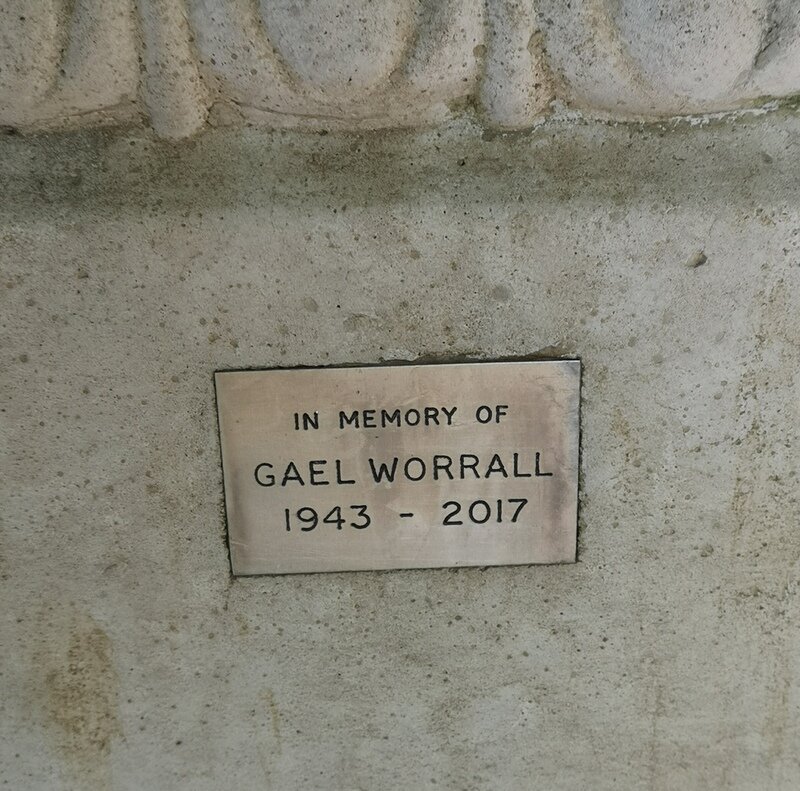 IN MEMORY OF
GAEL WORRALL
1943 - 2017